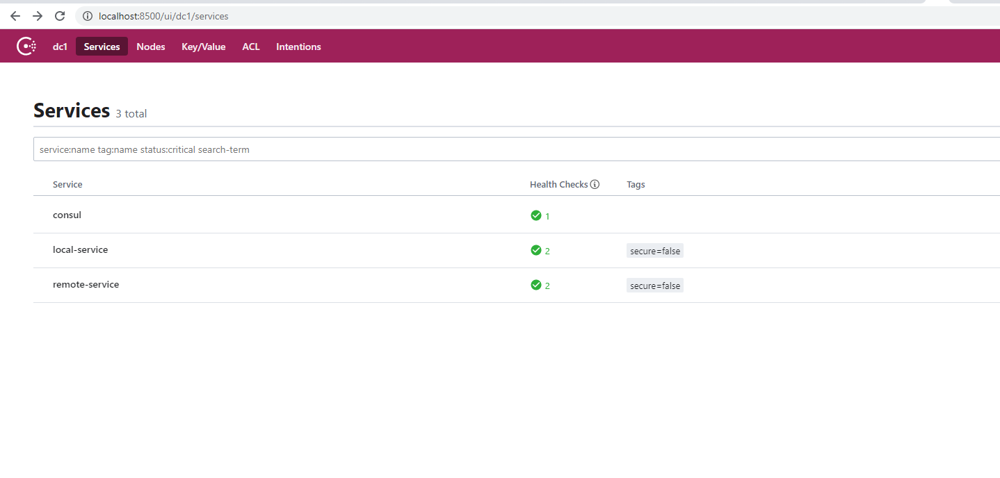 localhost:8500/ui/dc1/services
dc1 Services Nodes Key/Value ACL Intentions
Services 3 total
service:name tag:name status:critical search-term
Service Health Checks Tags
consul 1
local-service 2 secure=false
remote-service 2 secure=false